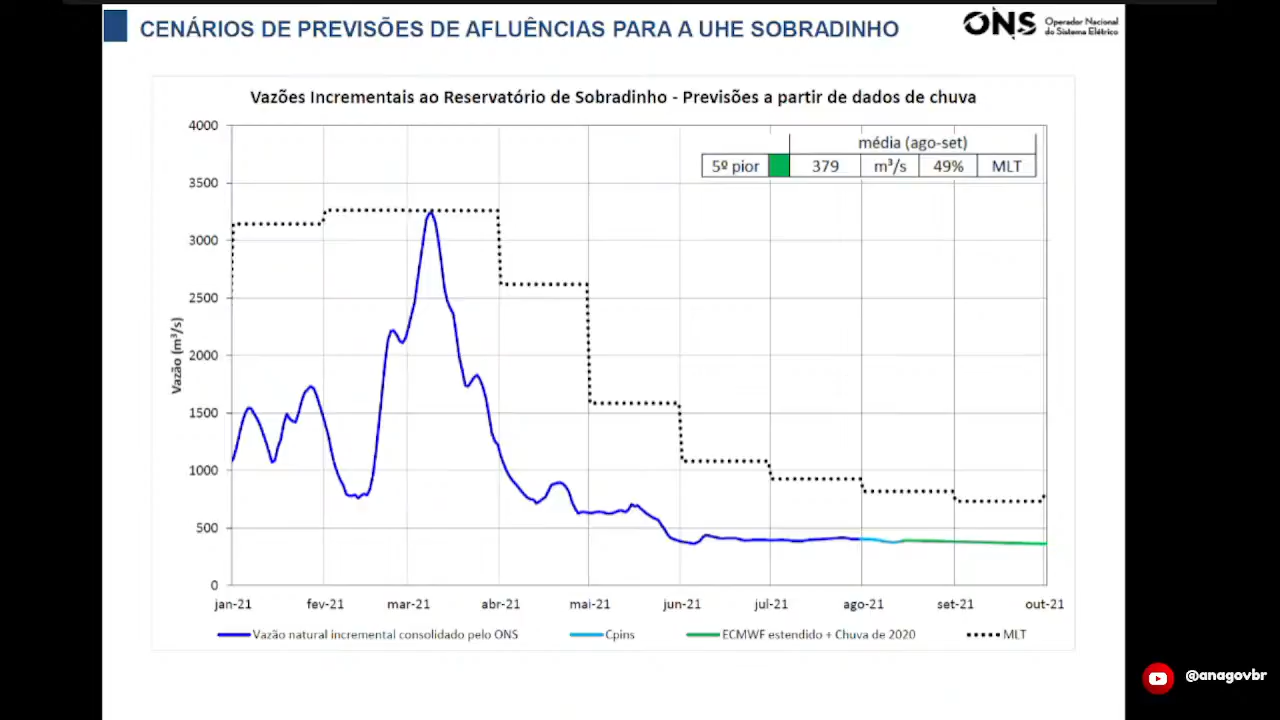 CENÁRIOS DE PREVISÕES DE AFLUÊNCIAS PARA A UHE SOBRADINHO
ONS
Operador Nacional
do Sistema Elétrico
Vazões Incrementais ao Reservatório de Sobradinho - Previsões a partir de dados de chuva
média (ago-set)
5º pior 379 m³/s 49% MLT
Vazão (m³/s)
4000
3500
3000
2500
2000
1500
1000
500
0
jan-21 fev-21 mar-21 abr-21 mai-21 jun-21 jul-21 ago-21 set-21 out-21
Vazão natural incremental consolidado pelo ONS Cpins ECMWF estendido + Chuva de 2020 MLT
@anagovbr